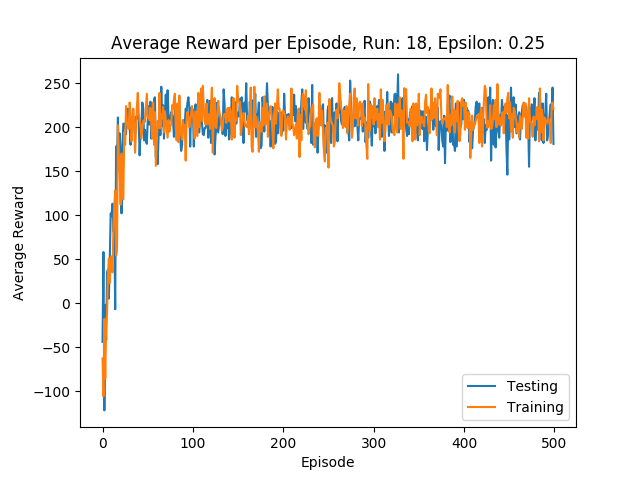 Average Reward per Episode, Run: 18, Epsilon: 0.25
250
200
150
100
50
0
−50
−100
Average Reward
0
100
200
300
400
500
Episode
Testing
Training